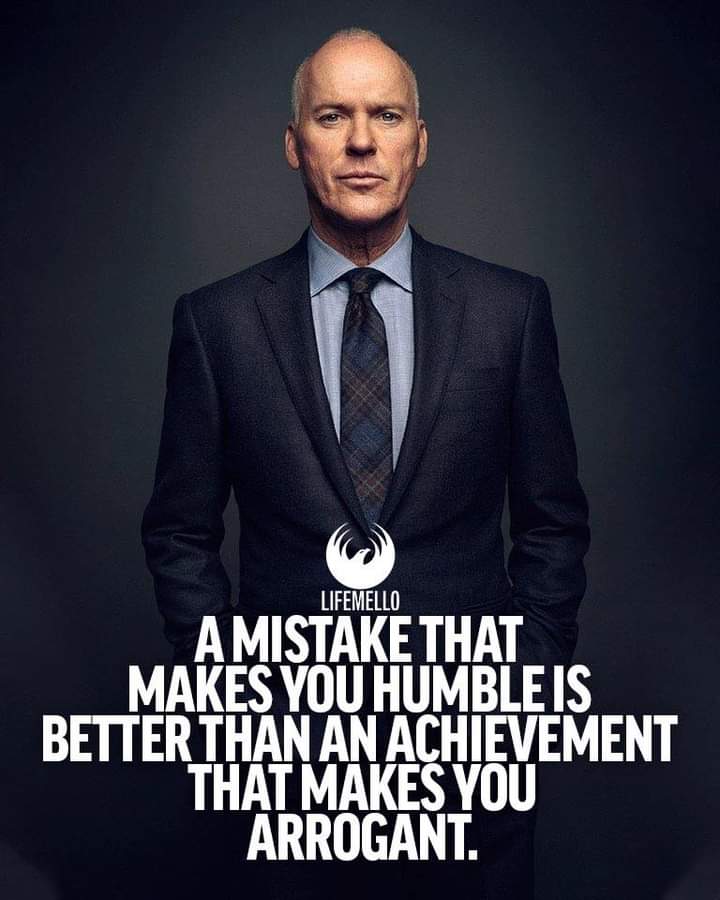 LIFEMELLO
A MISTAKE THAT
MAKES YOU HUMBLE IS
BETTER THAN AN ACHIEVEMENT
THAT MAKES YOU
ARROGANT.